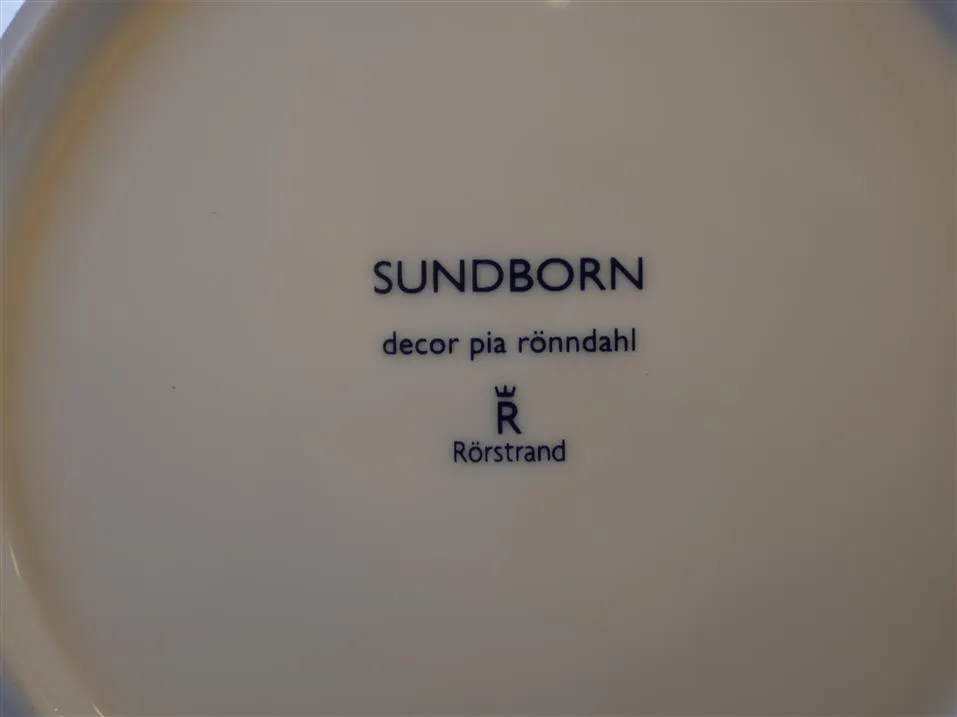 SUNDBORN
decor pia rönndahl
R
Rörstrand